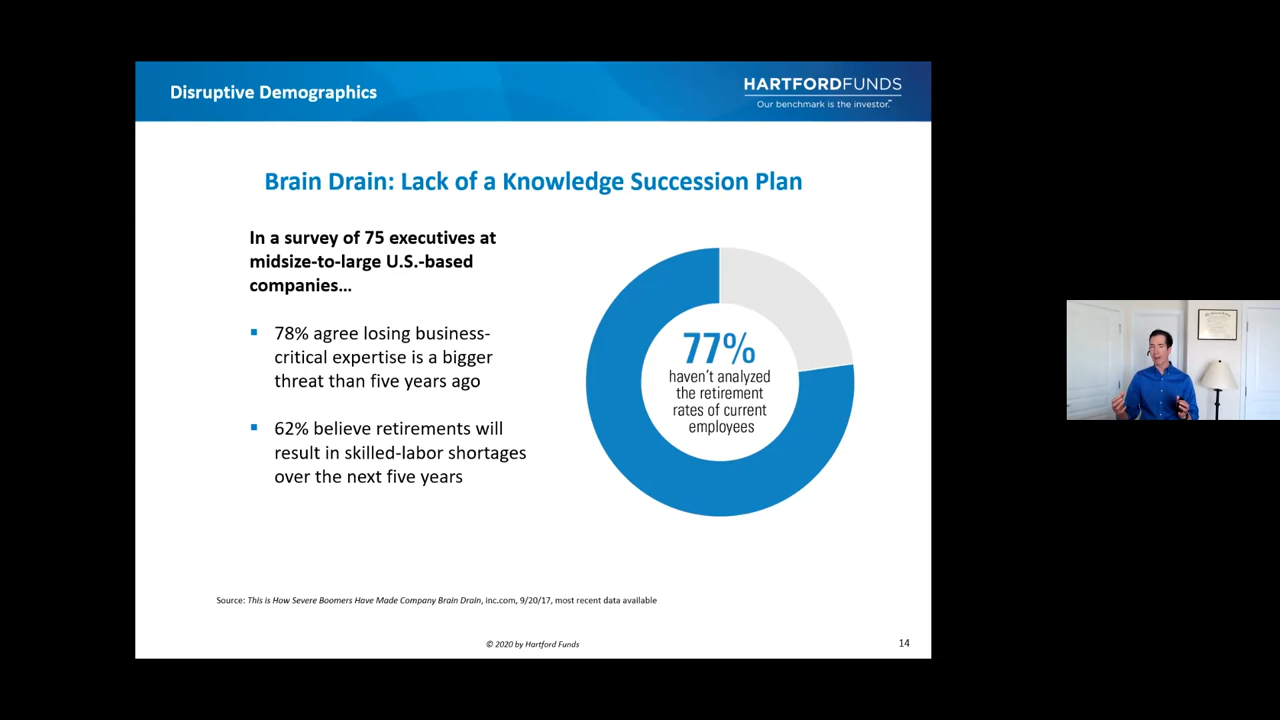 Disruptive Demographics
HARTFORDFUNDS
Our benchmark is the investor.℠
Brain Drain: Lack of a Knowledge Succession Plan
In a survey of 75 executives at
midsize-to-large U.S.-based
companies…
▪ 78% agree losing business-
critical expertise is a bigger
threat than five years ago
▪ 62% believe retirements will
result in skilled-labor shortages
over the next five years
77%
haven't analyzed
the retirement
rates of current
employees
Source: This is How Severe Boomers Have Made Company Brain Drain, inc.com, 9/20/17, most recent data available
© 2020 by Hartford Funds
14